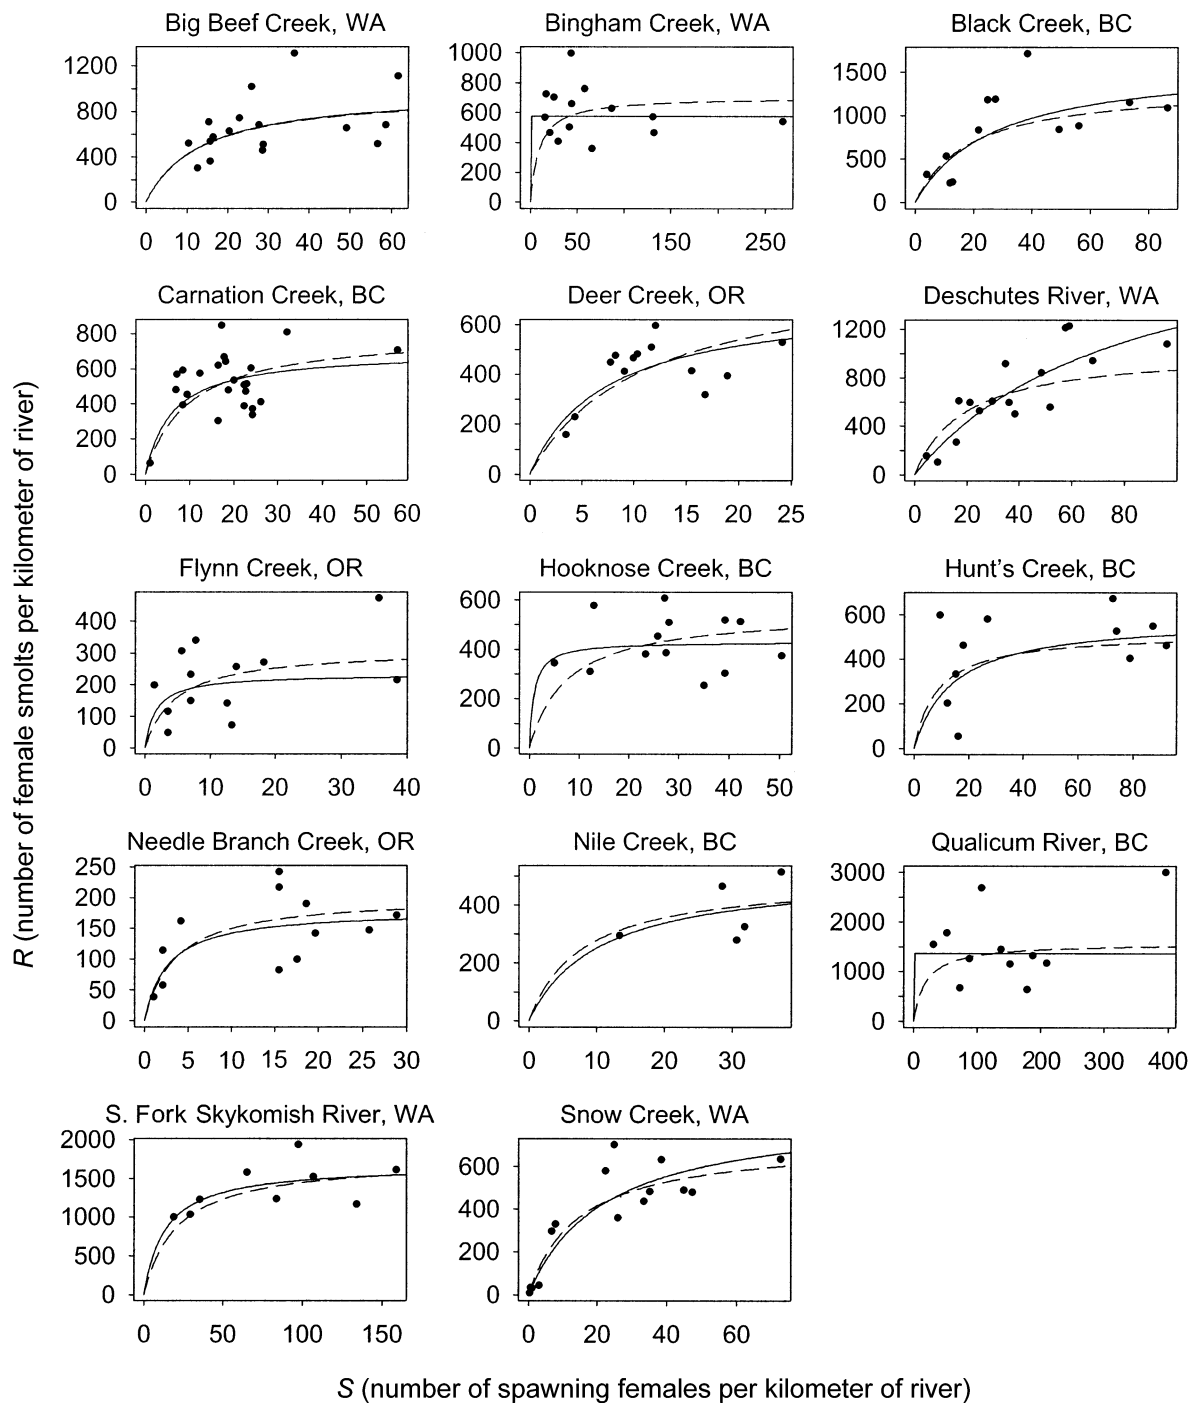 Big Beef Creek, WA
Bingham Creek, WA
Black Creek, BC
1200
800
400
0
0 10 20 30 40 50 60
1000
800
600
400
200
0
0 50 150 250
1500
1000
500
0
0 20 40 60 80
Carnation Creek, BC
Deer Creek, OR
Deschutes River, WA
800
600
400
200
0
0 10 20 30 40 50 60
600
400
200
0
0 5 10 15 20 25
1200
800
400
0
0 20 40 60 80
Flynn Creek, OR
Hooknose Creek, BC
Hunt's Creek, BC
400
300
200
100
0
0 10 20 30 40
600
400
200
0
0 10 20 30 40 50
600
400
200
0
0 20 40 60 80
Needle Branch Creek, OR
Nile Creek, BC
Qualicum River, BC
250
200
150
100
50
0
0 5 10 15 20 25 30
400
200
0
0 10 20 30
3000
2000
1000
0
0 100 200 300 400
S. Fork Skykomish River, WA
Snow Creek, WA
2000
1500
1000
500
0
0 50 100 150
600
400
200
0
0 20 40 60
R (number of female smolts per kilometer of river)
S (number of spawning females per kilometer of river)